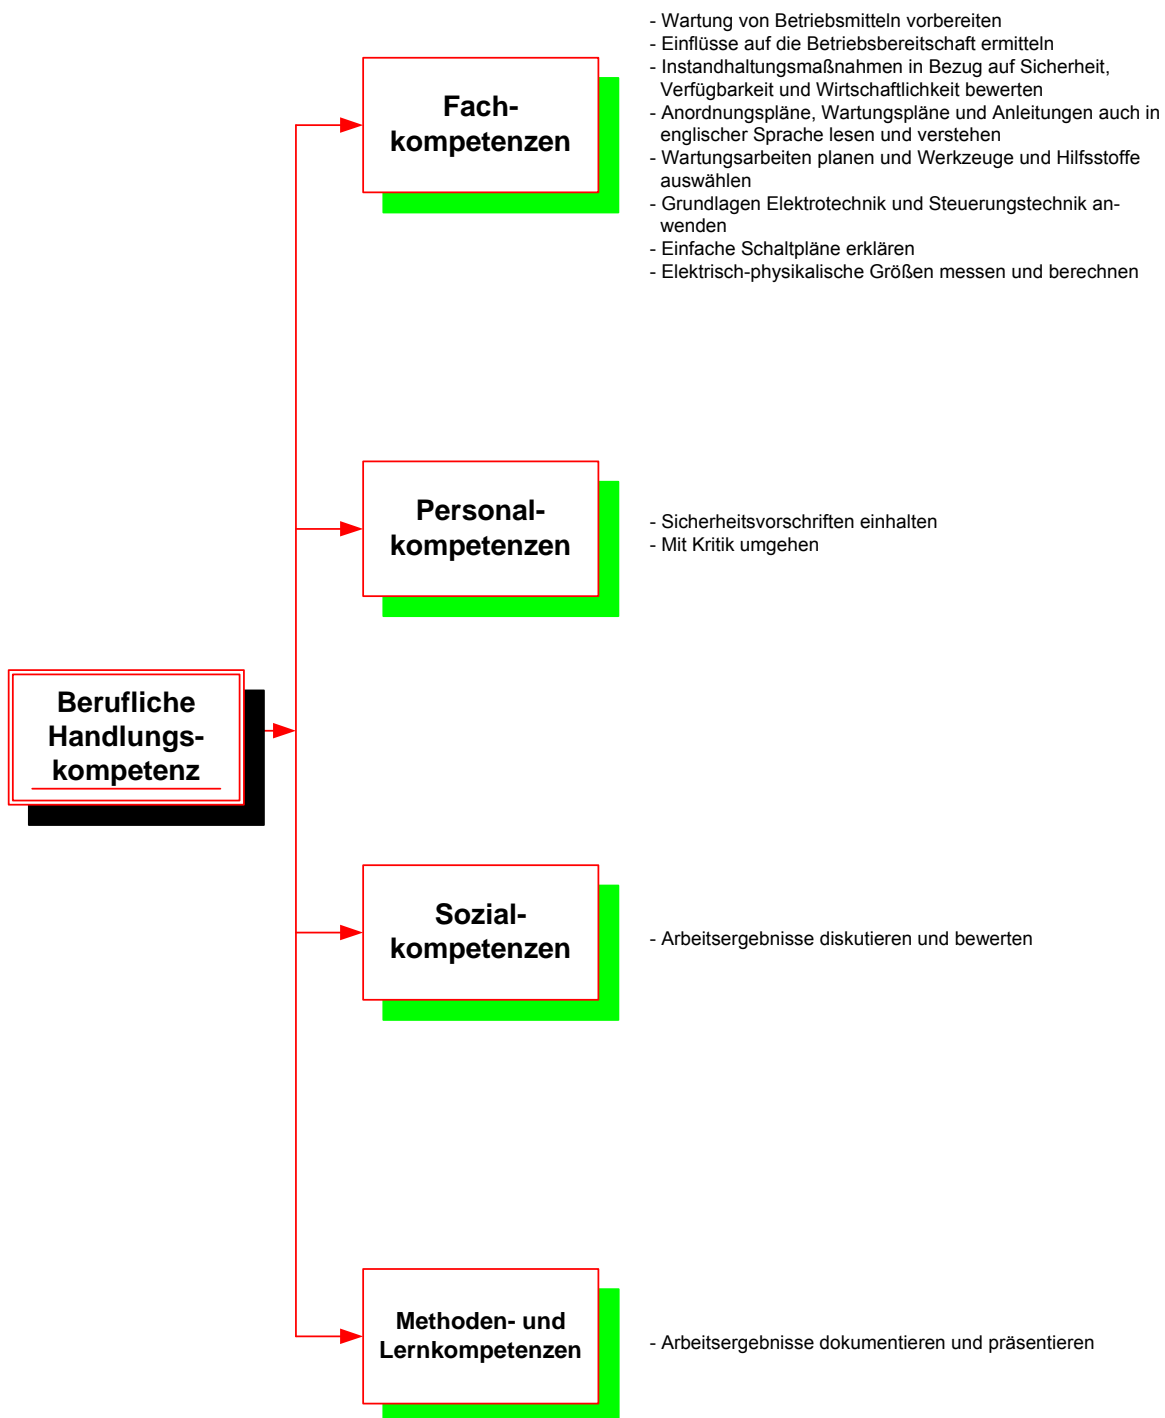 - Wartung von Betriebsmitteln vorbereiten
- Einflüsse auf die Betriebsbereitschaft ermitteln
- Instandhaltungsmaßnahmen in Bezug auf Sicherheit,
Verfügbarkeit und Wirtschaftlichkeit bewerten
- Anordnungspläne, Wartungspläne und Anleitungen auch in
englischer Sprache lesen und verstehen
- Wartungsarbeiten planen und Werkzeuge und Hilfsstoffe
auswählen
- Grundlagen Elektrotechnik und Steuerungstechnik an-
wenden
- Einfache Schaltpläne erklären
- Elektrisch-physikalische Größen messen und berechnen
Fach-
kompetenzen
Personal-
kompetenzen
- Sicherheitsvorschriften einhalten
- Mit Kritik umgehen
Berufliche
Handlungs-
kompetenz
Sozial-
kompetenzen
- Arbeitsergebnisse diskutieren und bewerten
Methoden- und
Lernkompetenzen
- Arbeitsergebnisse dokumentieren und präsentieren